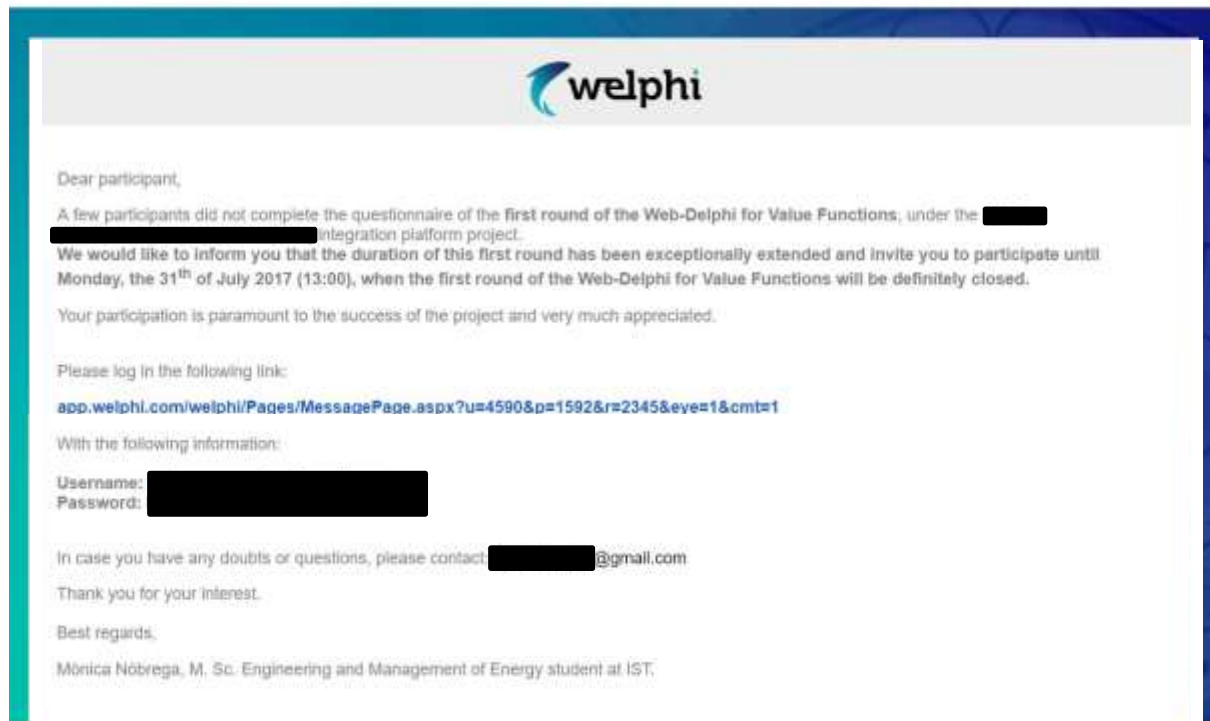 welphi
Dear participant,
A few participants did not complete the questionnaire of the first round of the Web-Delphi for Value Functions, under the
integration platform project.
We would like to inform you that the duration of this first round has been exceptionally extended and invite you to participate until
Monday, the 31th of July 2017 (13:00), when the first round of the Web-Delphi for Value Functions will be definitely closed.
Your participation is paramount to the success of the project and very much appreciated.
Please log in the following link:
app.welphi.com/welphi/Pages/MessagePage.aspx?u=4590&p=1592&r=2345&eye=1&cmt=1
With the following information:
Username:
Password:
In case you have any doubts or questions, please contact: @gmail.com
Thank you for your interest.
Best regards,
Mónica Nóbrega, M. Sc. Engineering and Management of Energy student at IST.